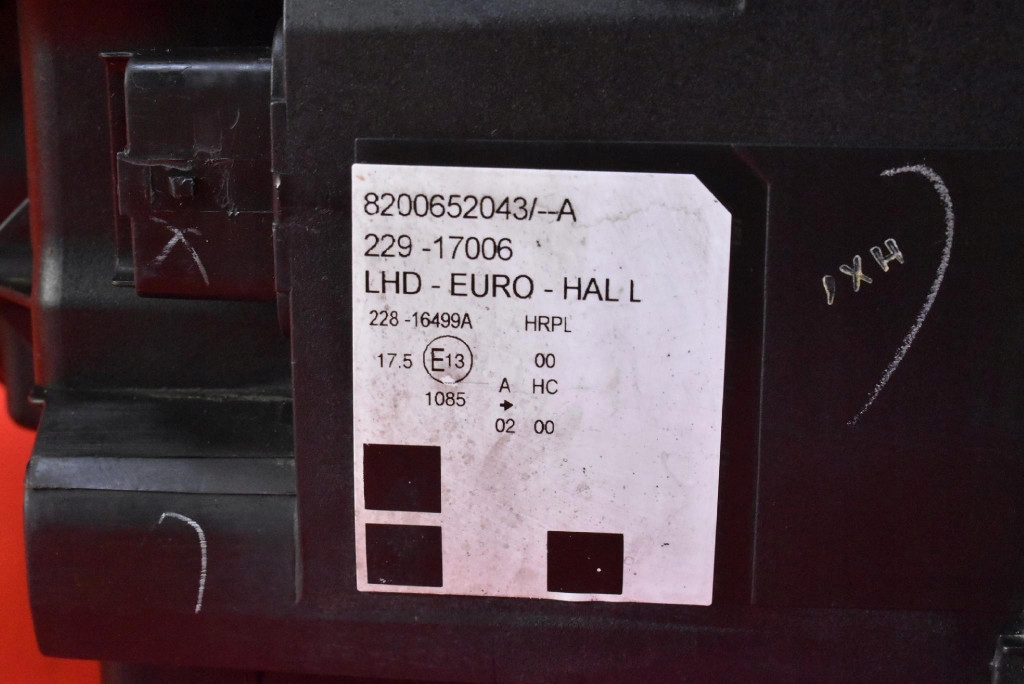 8200652043/--A
229 -17006
LHD - EURO - HAL L
228 -16499A HRPL
17.5 E13 00
A HC
1085
02 00
X